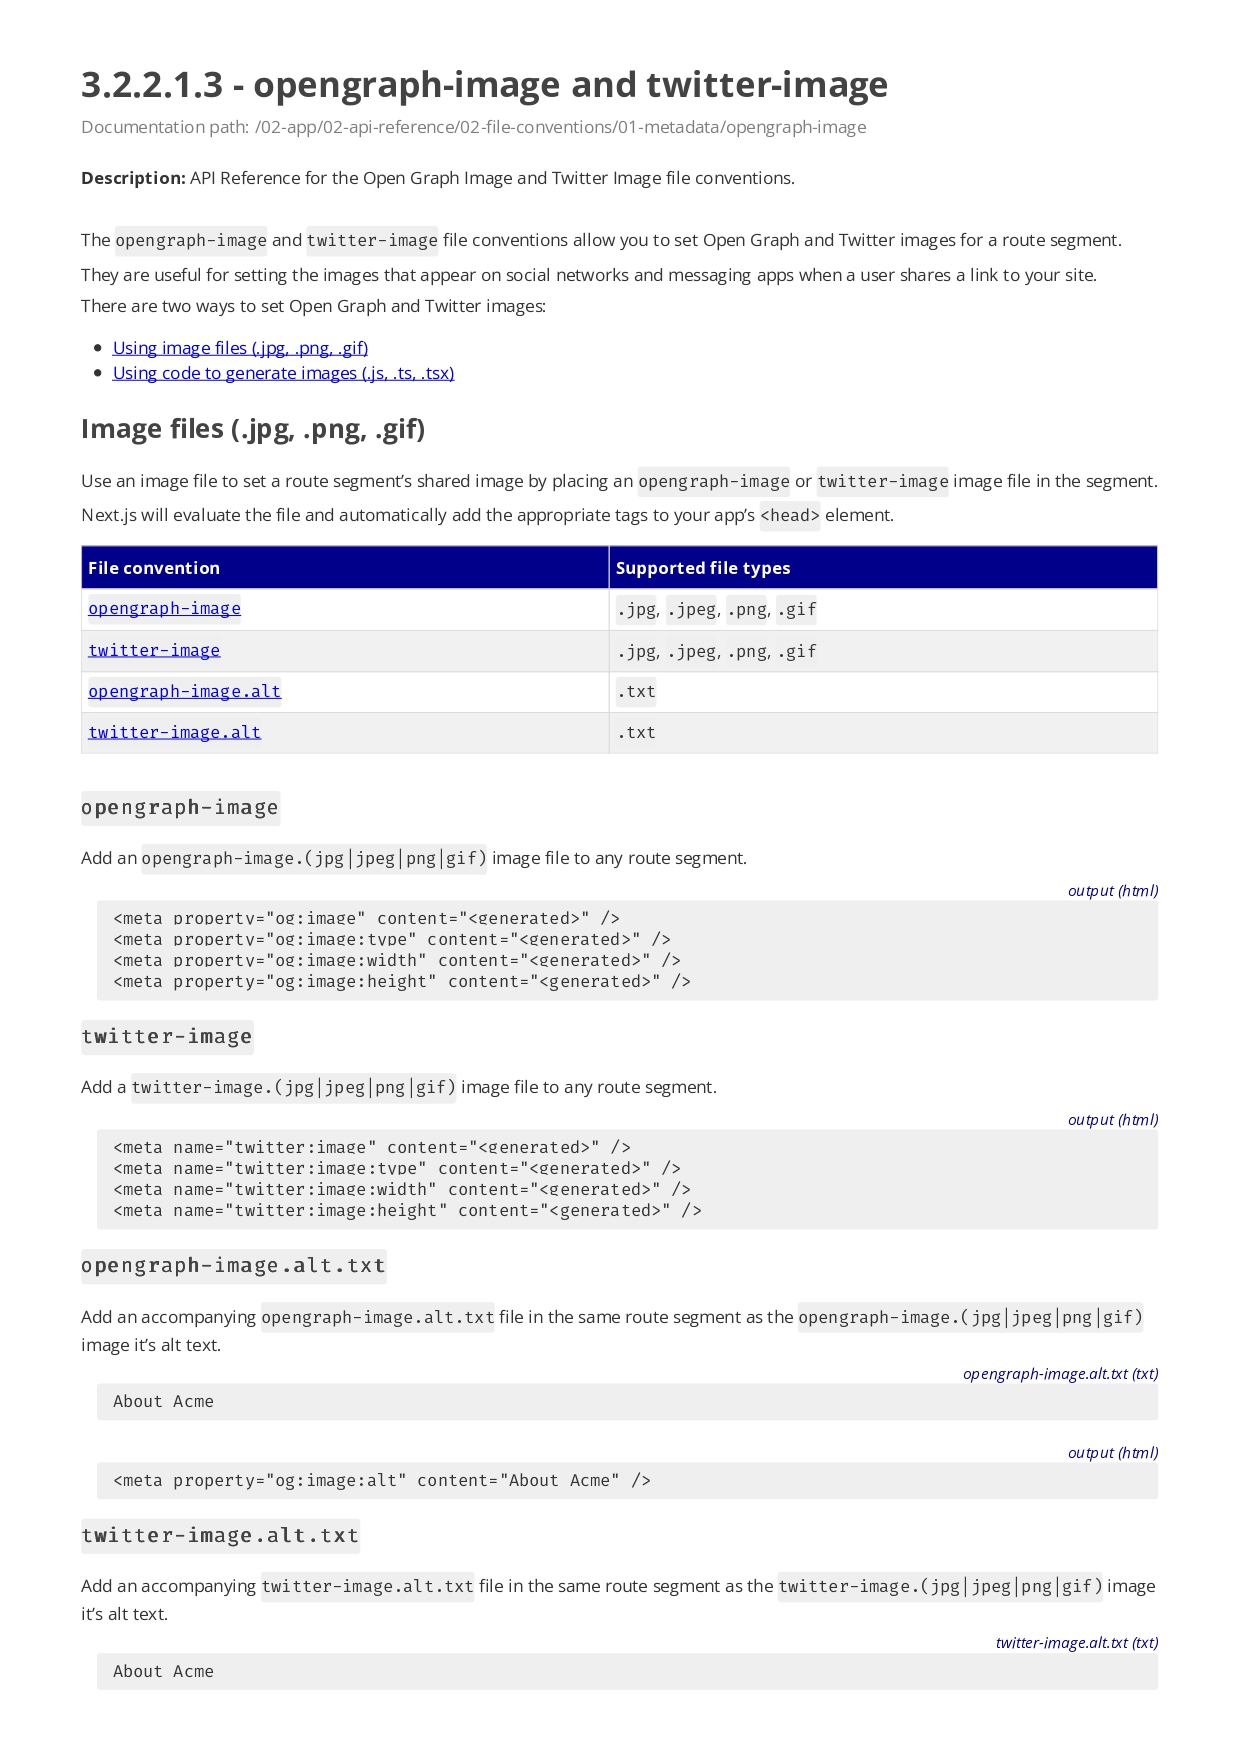 3.2.2.1.3 - opengraph-image and twitter-image
Documentation path: /02-app/02-api-reference/02-file-conventions/01-metadata/opengraph-image
Description: API Reference for the Open Graph Image and Twitter Image file conventions.
The opengraph-image and twitter-image file conventions allow you to set Open Graph and Twitter images for a route segment.
They are useful for setting the images that appear on social networks and messaging apps when a user shares a link to your site.
There are two ways to set Open Graph and Twitter images:
• Using image files (.jpg, .png, .gif)
• Using code to generate images (.js, .ts, .tsx)
Image files (.jpg, .png, .gif)
Use an image file to set a route segment’s shared image by placing an opengraph-image or twitter-image image file in the segment.
Next.js will evaluate the file and automatically add the appropriate tags to your app’s <head> element.
File convention Supported file types
opengraph-image .jpg, .jpeg, .png, .gif
twitter-image .jpg, .jpeg, .png, .gif
opengraph-image.alt .txt
twitter-image.alt .txt
opengraph-image
Add an opengraph-image.(jpg|jpeg|png|gif) image file to any route segment.
output (html)
<meta property="og:image" content="<generated>" />
<meta property="og:image:type" content="<generated>" />
<meta property="og:image:width" content="<generated>" />
<meta property="og:image:height" content="<generated>" />
twitter-image
Add a twitter-image.(jpg|jpeg|png|gif) image file to any route segment.
output (html)
<meta name="twitter:image" content="<generated>" />
<meta name="twitter:image:type" content="<generated>" />
<meta name="twitter:image:width" content="<generated>" />
<meta name="twitter:image:height" content="<generated>" />
opengraph-image.alt.txt
Add an accompanying opengraph-image.alt.txt file in the same route segment as the opengraph-image.(jpg|jpeg|png|gif)
image it’s alt text.
opengraph-image.alt.txt (txt)
About Acme
output (html)
<meta property="og:image:alt" content="About Acme" />
twitter-image.alt.txt
Add an accompanying twitter-image.alt.txt file in the same route segment as the twitter-image.(jpg|jpeg|png|gif) image
it’s alt text.
twitter-image.alt.txt (txt)
About Acme